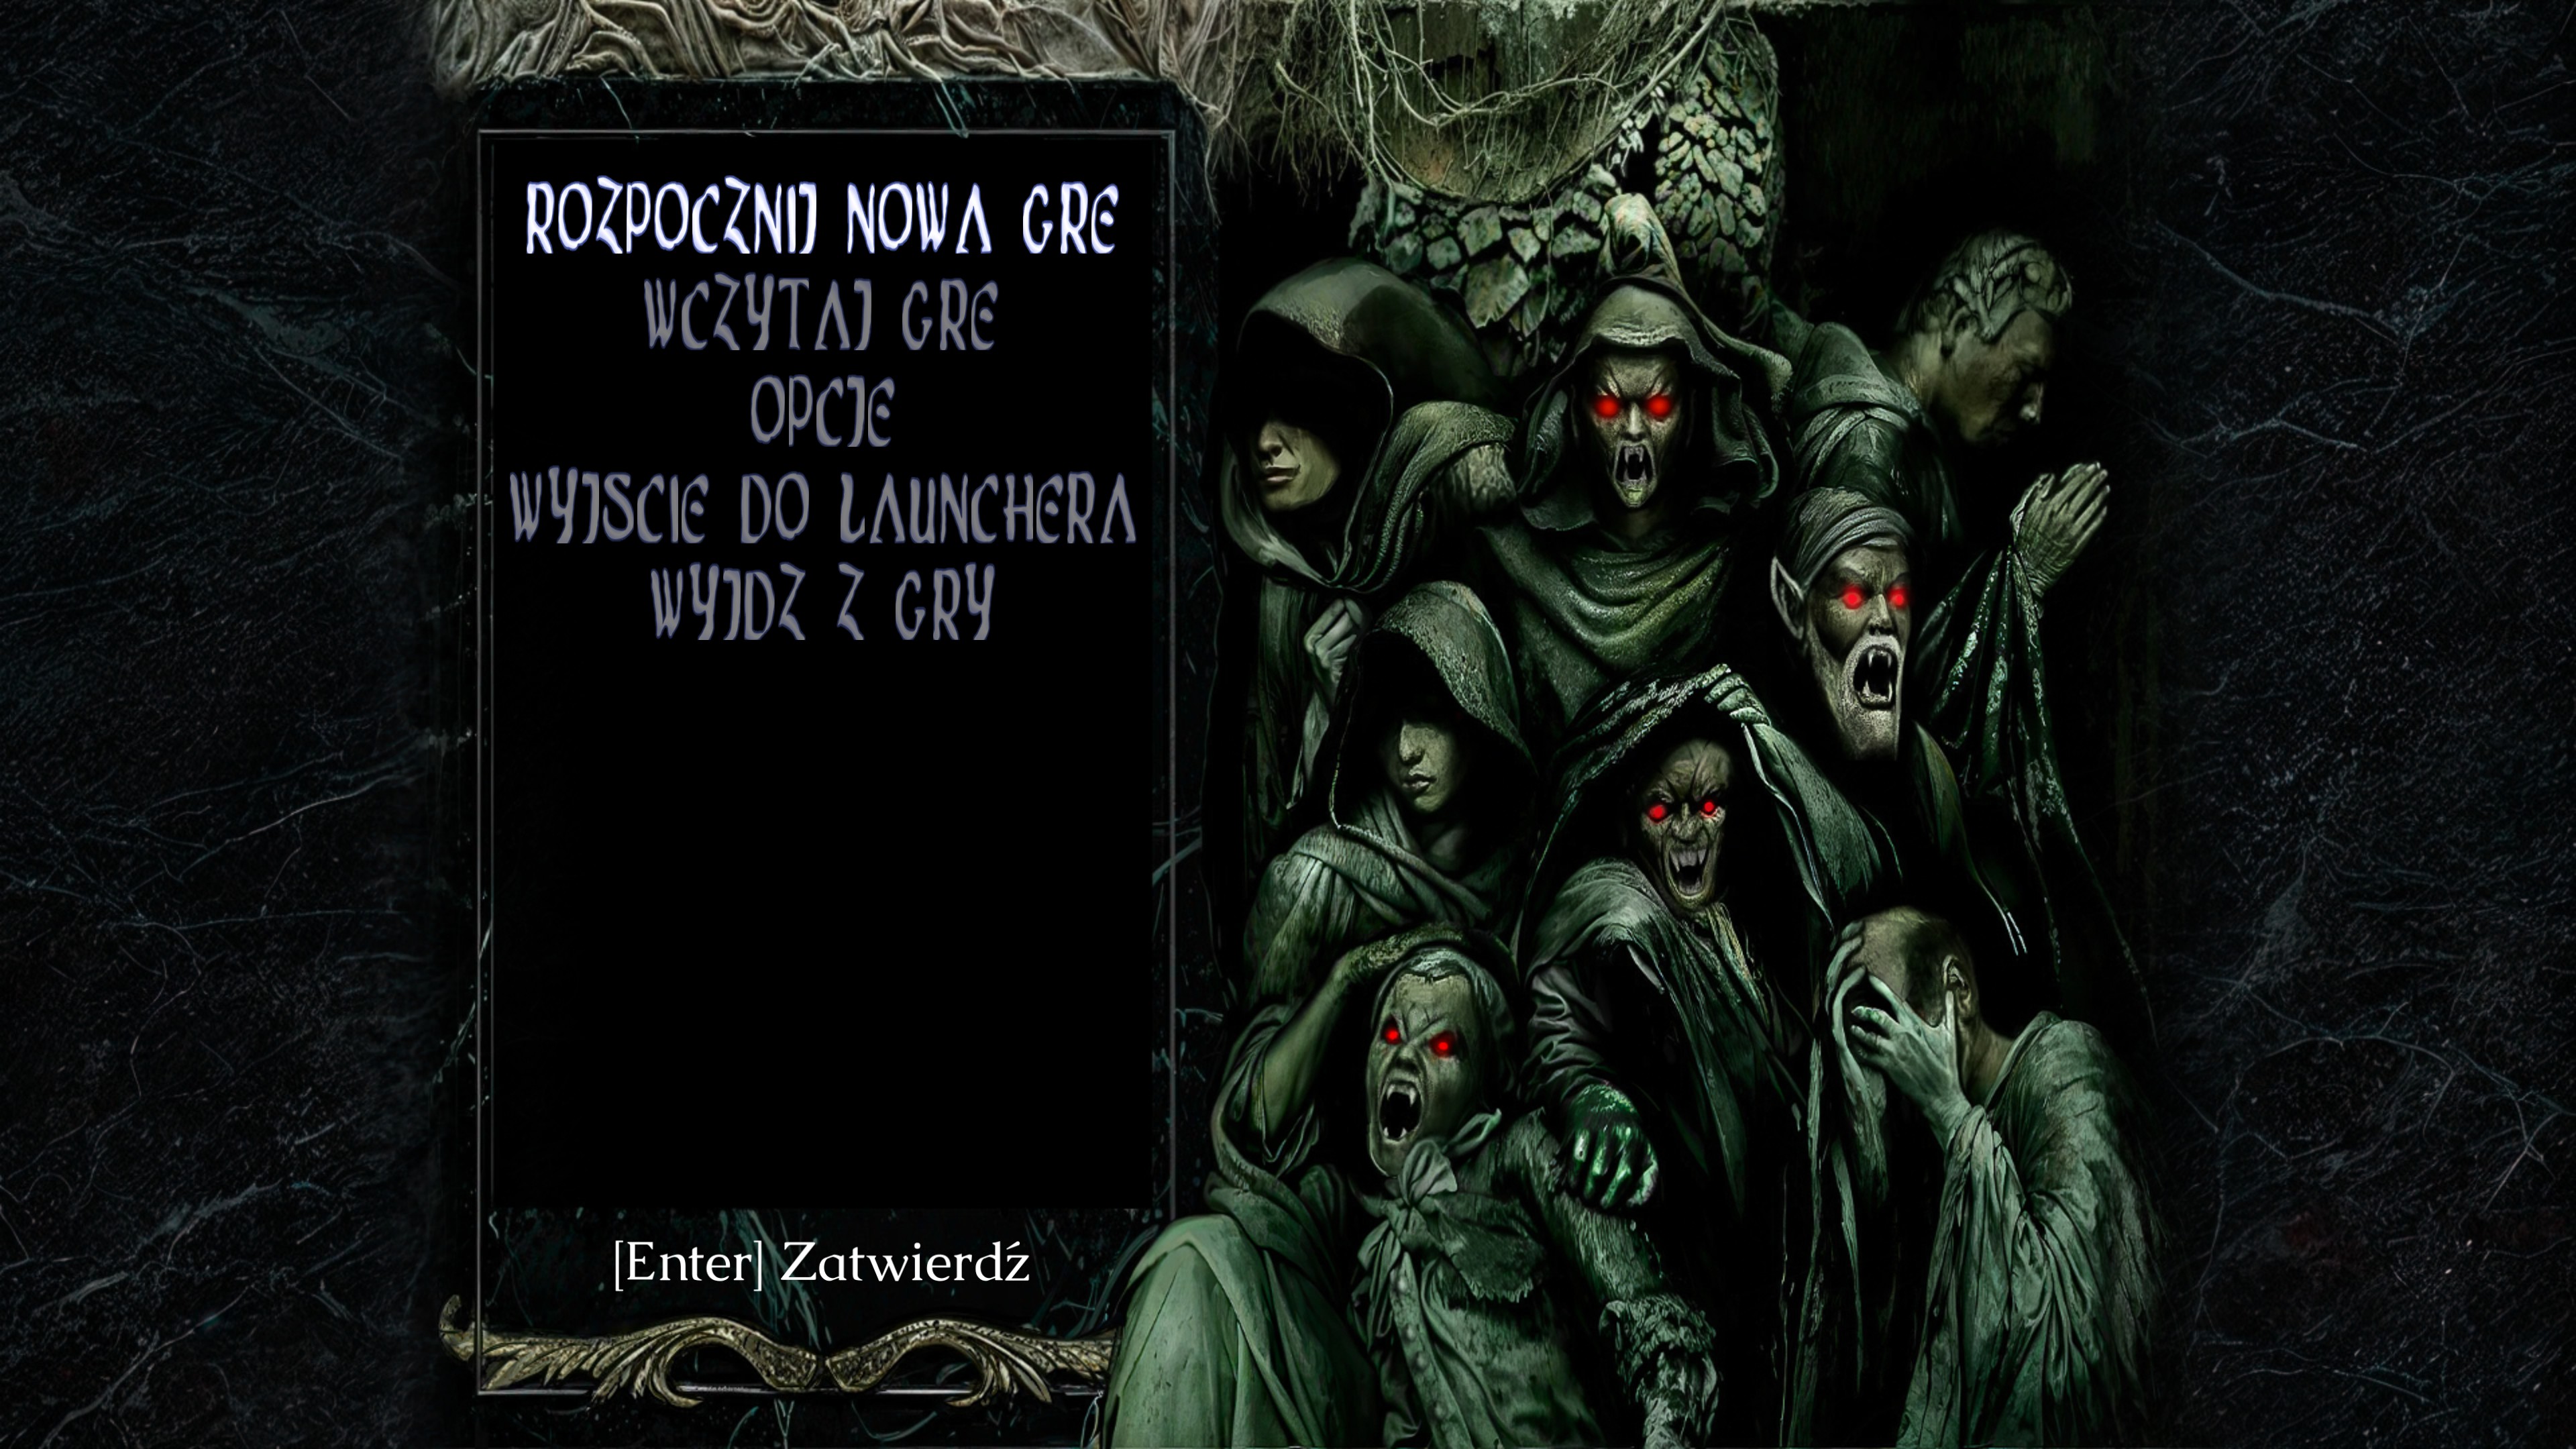 ROZPOCZNIJ NOWA GRE
WCZYTAJ GRE
OPCJE
WYJSCIE DO LAUNCHERA
WYJDZ Z GRY
[Enter] Zatwierdź